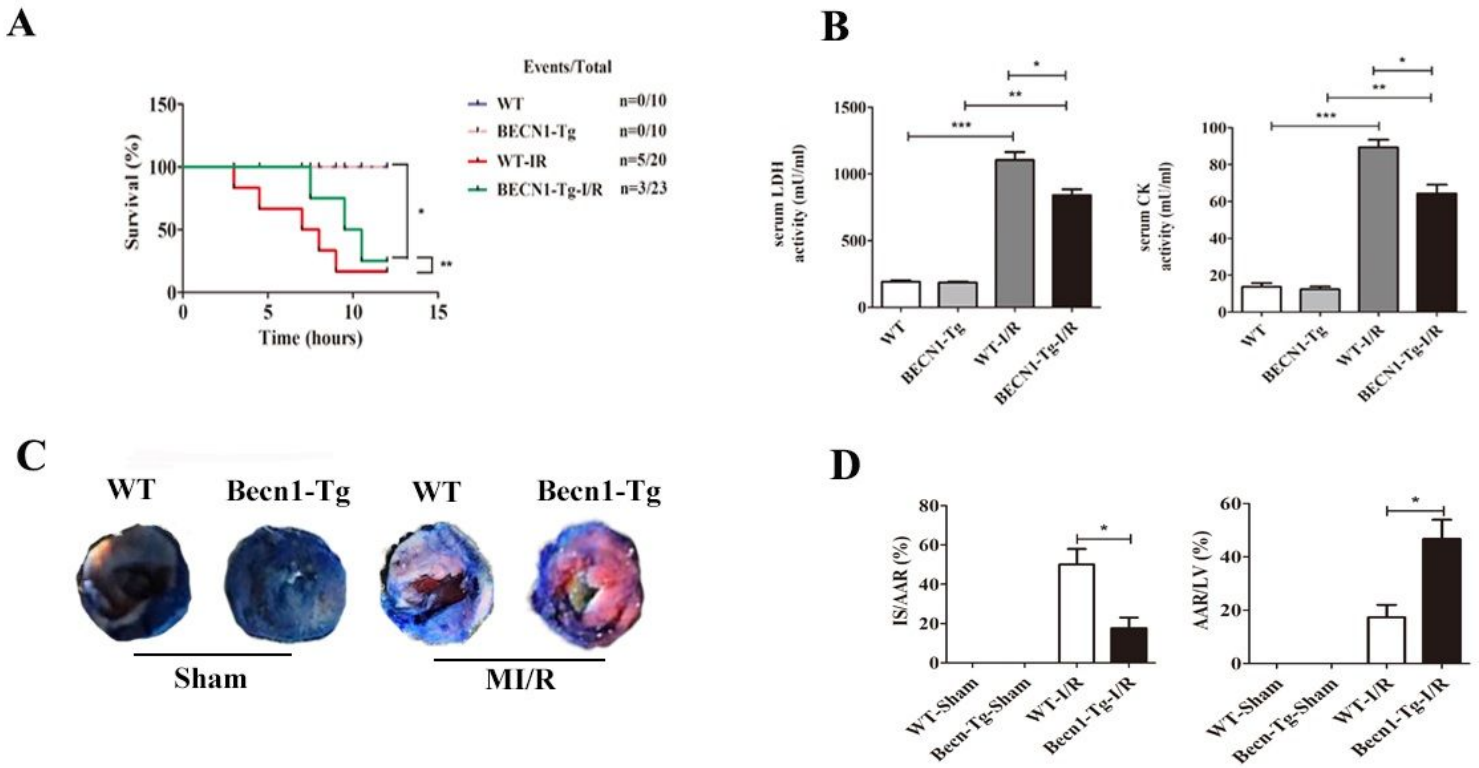 A
Events/Total
WT n=0/10
BECN1-Tg n=0/10
WT-IR n=5/20
BECN1-Tg-I/R n=3/23
Survival (%)
150
100
50
0
0 5 10 15
Time (hours)
*
**
B
serum LDH
activity (mU/ml)
1500
1000
500
0
*
**
***
WT
BECN1-Tg
WT-I/R
BECN1-Tg-I/R
serum CK
activity (mU/ml)
100
80
60
40
20
0
*
**
***
WT
BECN1-Tg
WT-I/R
BECN1-Tg-I/R
C
WT Becn1-Tg WT Becn1-Tg
Sham MI/R
D
IS/AAR (%)
80
60
40
20
0
*
WT-Sham
Becn-Tg-Sham
WT-I/R
Becn1-Tg-I/R
AAR/LV (%)
60
40
20
0
*
WT-Sham
Becn-Tg-Sham
WT-I/R
Becn1-Tg-I/R